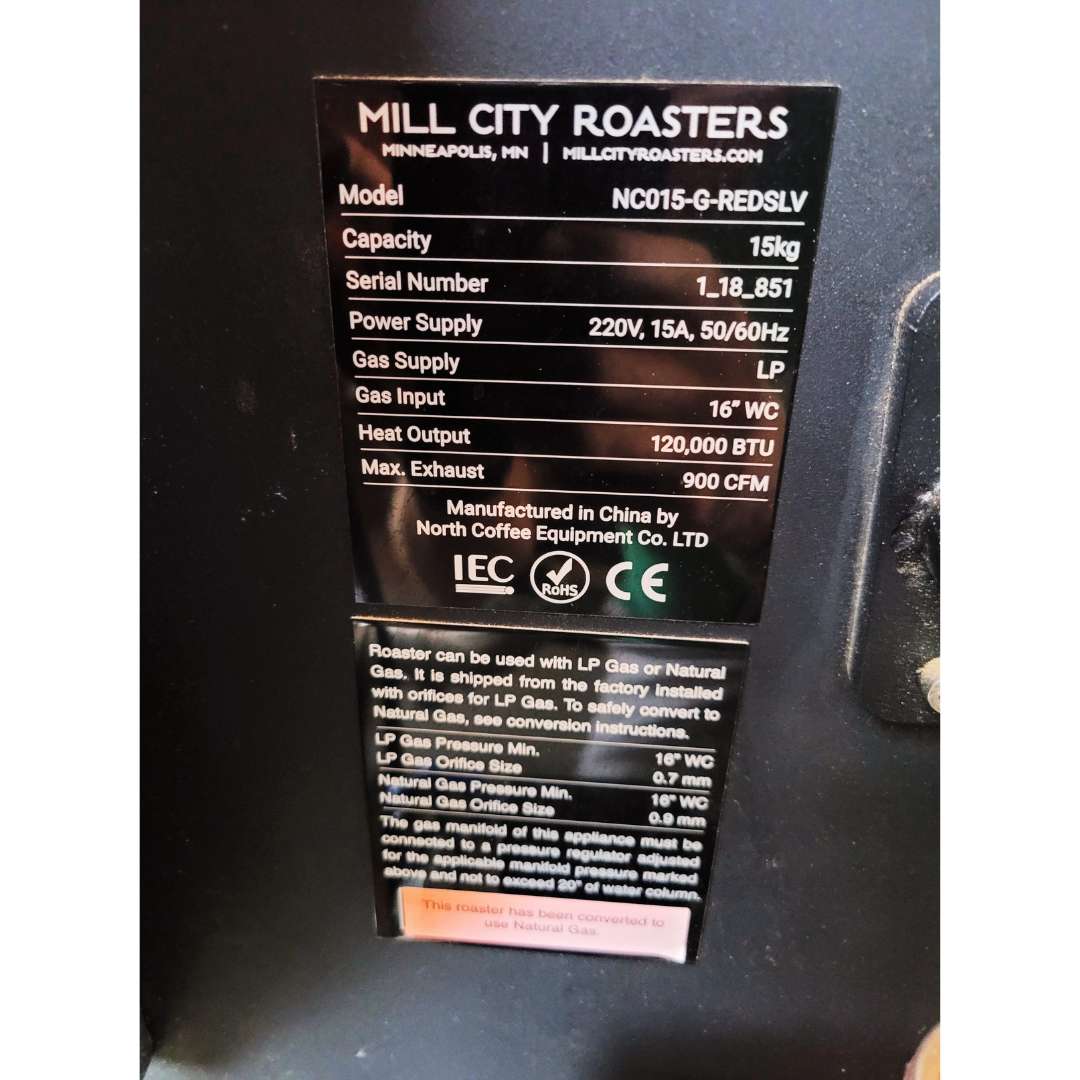 MILL CITY ROASTERS
MINNEAPOLIS, MN | MILLCITYROASTERS.COM
Model NC015-G-REDSLV
Capacity 15kg
Serial Number 1_18_851
Power Supply 220V, 15A, 50/60Hz
Gas Supply LP
Gas Input 16” WC
Heat Output 120,000 BTU
Max. Exhaust 900 CFM
Manufactured in China by
North Coffee Equipment Co. LTD
IEC RoHS CE
Roaster can be used with LP Gas or Natural
Gas. It is shipped from the factory installed
with orifices for LP Gas. To safely convert to
Natural Gas, see conversion instructions.
LP Gas Pressure Min. 16" WC
LP Gas Orifice Size 0.7 mm
Natural Gas Pressure Min. 16" WC
Natural Gas Orifice Size 0.9 mm
The gas manifold of this appliance must be
connected to a pressure regulator adjusted
for the applicable manifold pressure marked
above and not to exceed 20" of water column.
This roaster has been converted to
use Natural Gas.